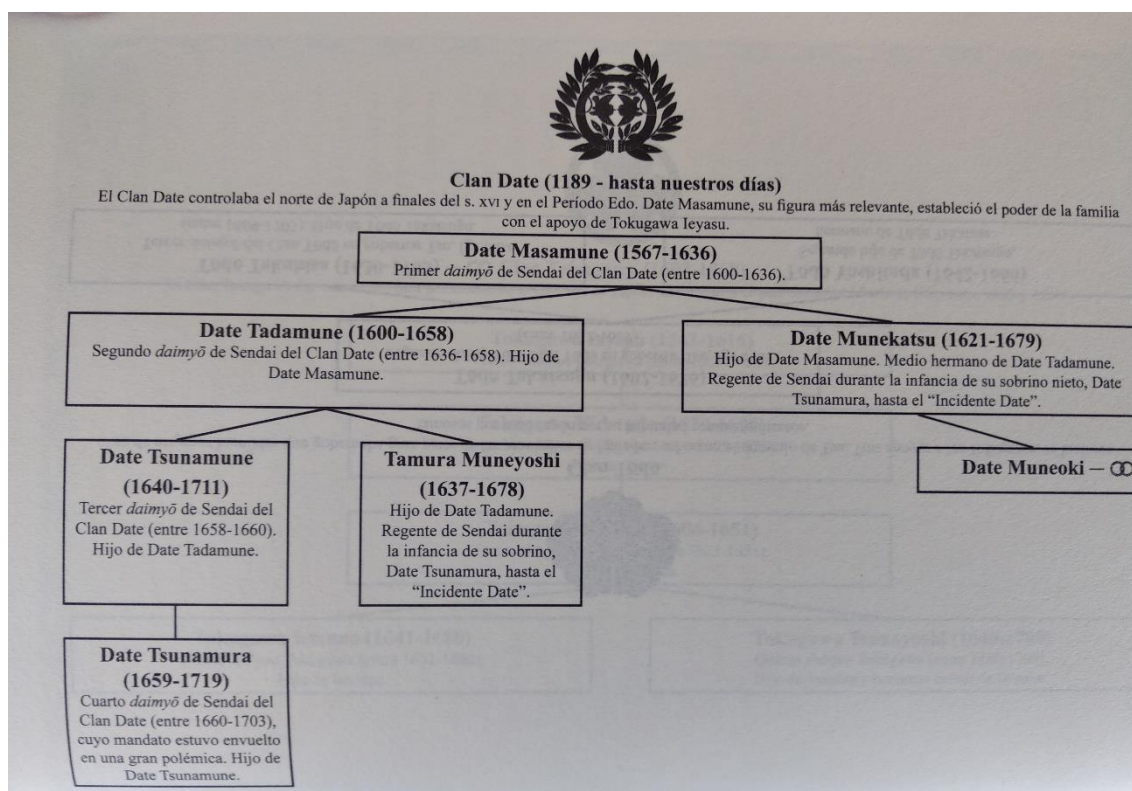 Clan Date (1189 - hasta nuestros días)
El Clan Date controlaba el norte de Japón a finales del s. XVI y en el Período Edo. Date Masamune, su figura más relevante, estableció el poder de la familia
con el apoyo de Tokugawa Ieyasu.
Date Masamune (1567-1636)
Primer daimyō de Sendai del Clan Date (entre 1600-1636).
Date Tadamune (1600-1658)
Segundo daimyō de Sendai del Clan Date (entre 1636-1658). Hijo de
Date Masamune.
Date Munekatsu (1621-1679)
Hijo de Date Masamune. Medio hermano de Date Tadamune.
Regente de Sendai durante la infancia de su sobrino nieto, Date
Tsunamura, hasta el “Incidente Date”.
Date Tsunamune
(1640-1711)
Tercer daimyō de Sendai del
Clan Date (entre 1658-1660).
Hijo de Date Tadamune.
Tamura Muneyoshi
(1637-1678)
Hijo de Date Tadamune.
Regente de Sendai durante
la infancia de su sobrino,
Date Tsunamura, hasta el
“Incidente Date”.
Date Muneoki —
Date Tsunamura
(1659-1719)
Cuarto daimyō de Sendai del
Clan Date (entre 1660-1703),
cuyo mandato estuvo envuelto
en una gran polémica. Hijo de
Date Tsunamune.